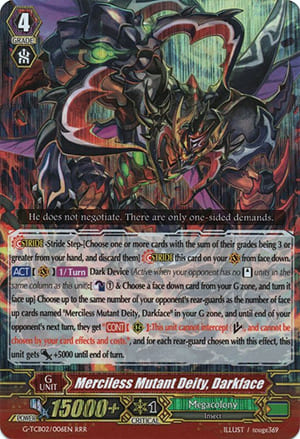 4
GRADE
He does not negotiate. There are only one-sided demands.
STRIDE -Stride Step-[Choose one or more cards with the sum of their grades being 3 or
greater from your hand, and discard them] STRIDE this card on your from face down.
ACT 1/Turn Dark Device (Active when your opponent has no units in the
same column as this unit): ① & Choose a face down card from your G zone, and turn it
face up] Choose up to the same number of your opponent's rear-guards as the number of face
up cards named "Merciless Mutant Deity, Darkface" in your G zone, and until end of your
opponent's next turn, they get "CONT :This unit cannot intercept , and cannot be
chosen by your card effects as your cost and effects.", and for each rear-guard chosen with this effect, this
unit gets +5000 until end of turn.
G
UNIT
Merciless Mutant Deity, Darkface
POWER
15000+
1
CRITICAL
Megacolony
Insect
G-TCB02/006EN RRR
ILLUST / touge369